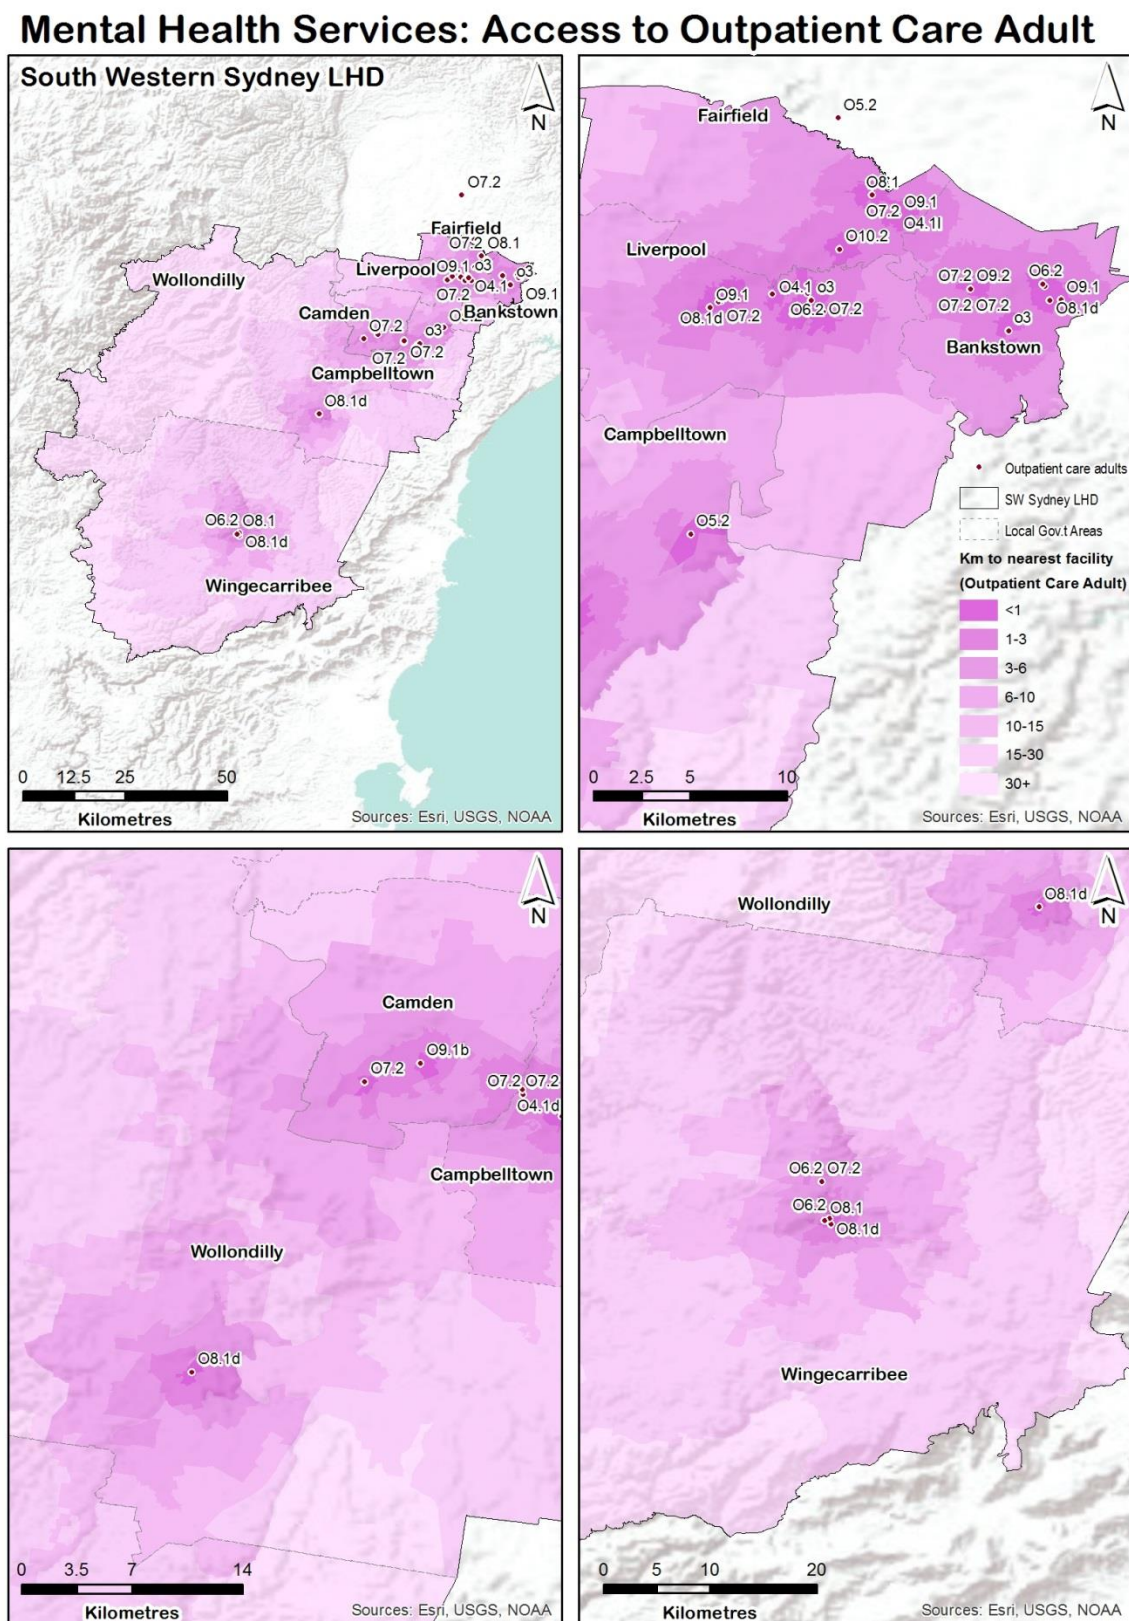 Mental Health Services: Access to Outpatient Care Adult
South Western Sydney LHD
N
O7.2
Fairfield
O7.2 O8.1
Wollondilly
Liverpool
O9.1
o3
o3.
O4.1
O9.1
O7.2
Bankstown
Camden
O7.2
o3
O7.2
O7.2
Campbelltown
O8.1d
O6.2 O8.1
O8.1d
Wingecarribee
0 12.5 25 50
Kilometres
Sources: Esri, USGS, NOAA
N
O5.2
Fairfield
O8.1
O7.2
O9.1
O4.1l
O10.2
Liverpool
O9.1
O8.1d
O7.2
O4.1
o3
O6.2
O7.2
O7.2 O9.2
O7.2 O7.2
O6.2
O9.1
O8.1d
o3
Bankstown
Campbelltown
O5.2
Outpatient care adults
SW Sydney LHD
Local Gov.t Areas
Km to nearest facility
(Outpatient Care Adult)
<1
1-3
3-6
6-10
10-15
15-30
30+
0 2.5 5 10
Kilometres
Sources: Esri, USGS, NOAA
N
Camden
O9.1b
O7.2
O7.2 O7.2
O4.1d
Campbelltown
Wollondilly
O8.1d
0 3.5 7 14
Kilometres
Sources: Esri, USGS, NOAA
N
Wollondilly
O8.1d
O6.2 O7.2
O6.2
O8.1
O8.1d
Wingecarribee
0 5 10 20
Kilometres
Sources: Esri, USGS, NOAA